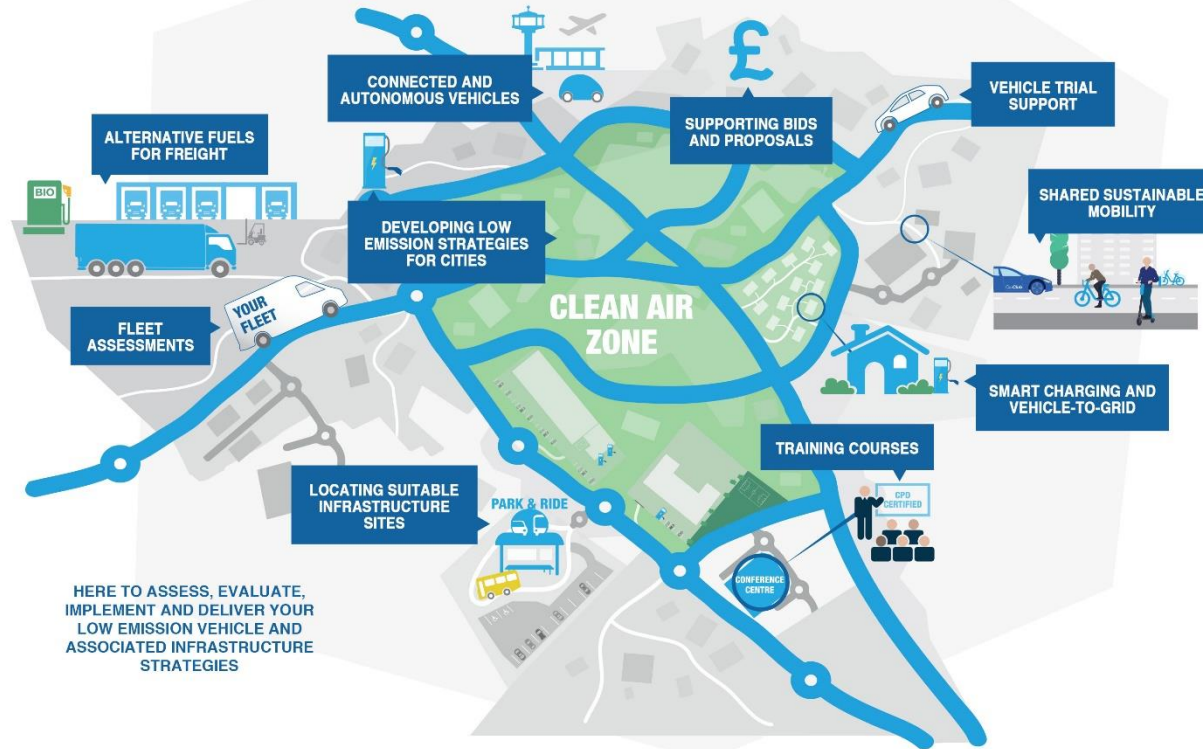 CONNECTED AND
AUTONOMOUS VEHICLES
£
SUPPORTING BIDS
AND PROPOSALS
VEHICLE TRIAL
SUPPORT
ALTERNATIVE FUELS
FOR FREIGHT
BIO
SHARED SUSTAINABLE
MOBILITY
DEVELOPING LOW
EMISSION STRATEGIES
FOR CITIES
CLEAN AIR
ZONE
YOUR
FLEET
FLEET
ASSESSMENTS
SMART CHARGING AND
VEHICLE-TO-GRID
TRAINING COURSES
CPD
CERTIFIED
LOCATING SUITABLE
INFRASTRUCTURE
SITES
PARK & RIDE
CONFERENCE
CENTRE
HERE TO ASSESS, EVALUATE,
IMPLEMENT AND DELIVER YOUR
LOW EMISSION VEHICLE AND
ASSOCIATED INFRASTRUCTURE
STRATEGIES